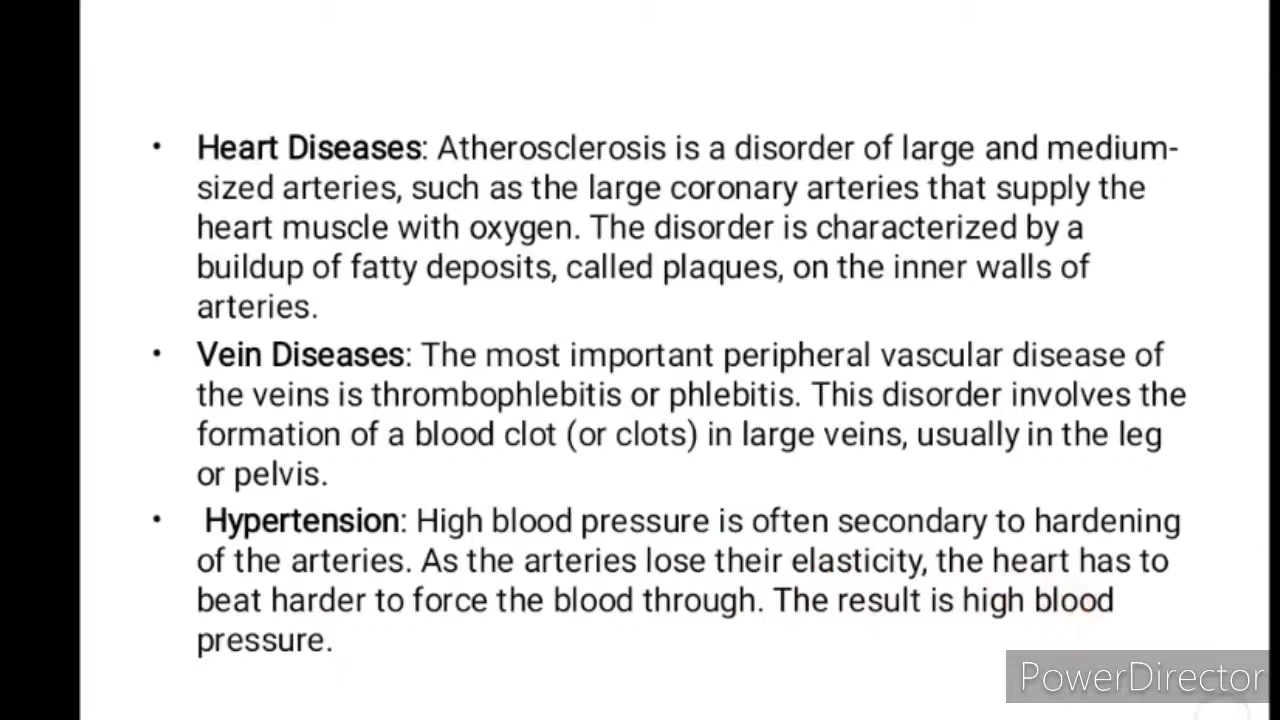 • Heart Diseases: Atherosclerosis is a disorder of large and medium-
sized arteries, such as the large coronary arteries that supply the
heart muscle with oxygen. The disorder is characterized by a
buildup of fatty deposits, called plaques, on the inner walls of
arteries.
• Vein Diseases: The most important peripheral vascular disease of
the veins is thrombophlebitis or phlebitis. This disorder involves the
formation of a blood clot (or clots) in large veins, usually in the leg
or pelvis.
• Hypertension: High blood pressure is often secondary to hardening
of the arteries. As the arteries lose their elasticity, the heart has to
beat harder to force the blood through. The result is high blood
pressure.
PowerDirector